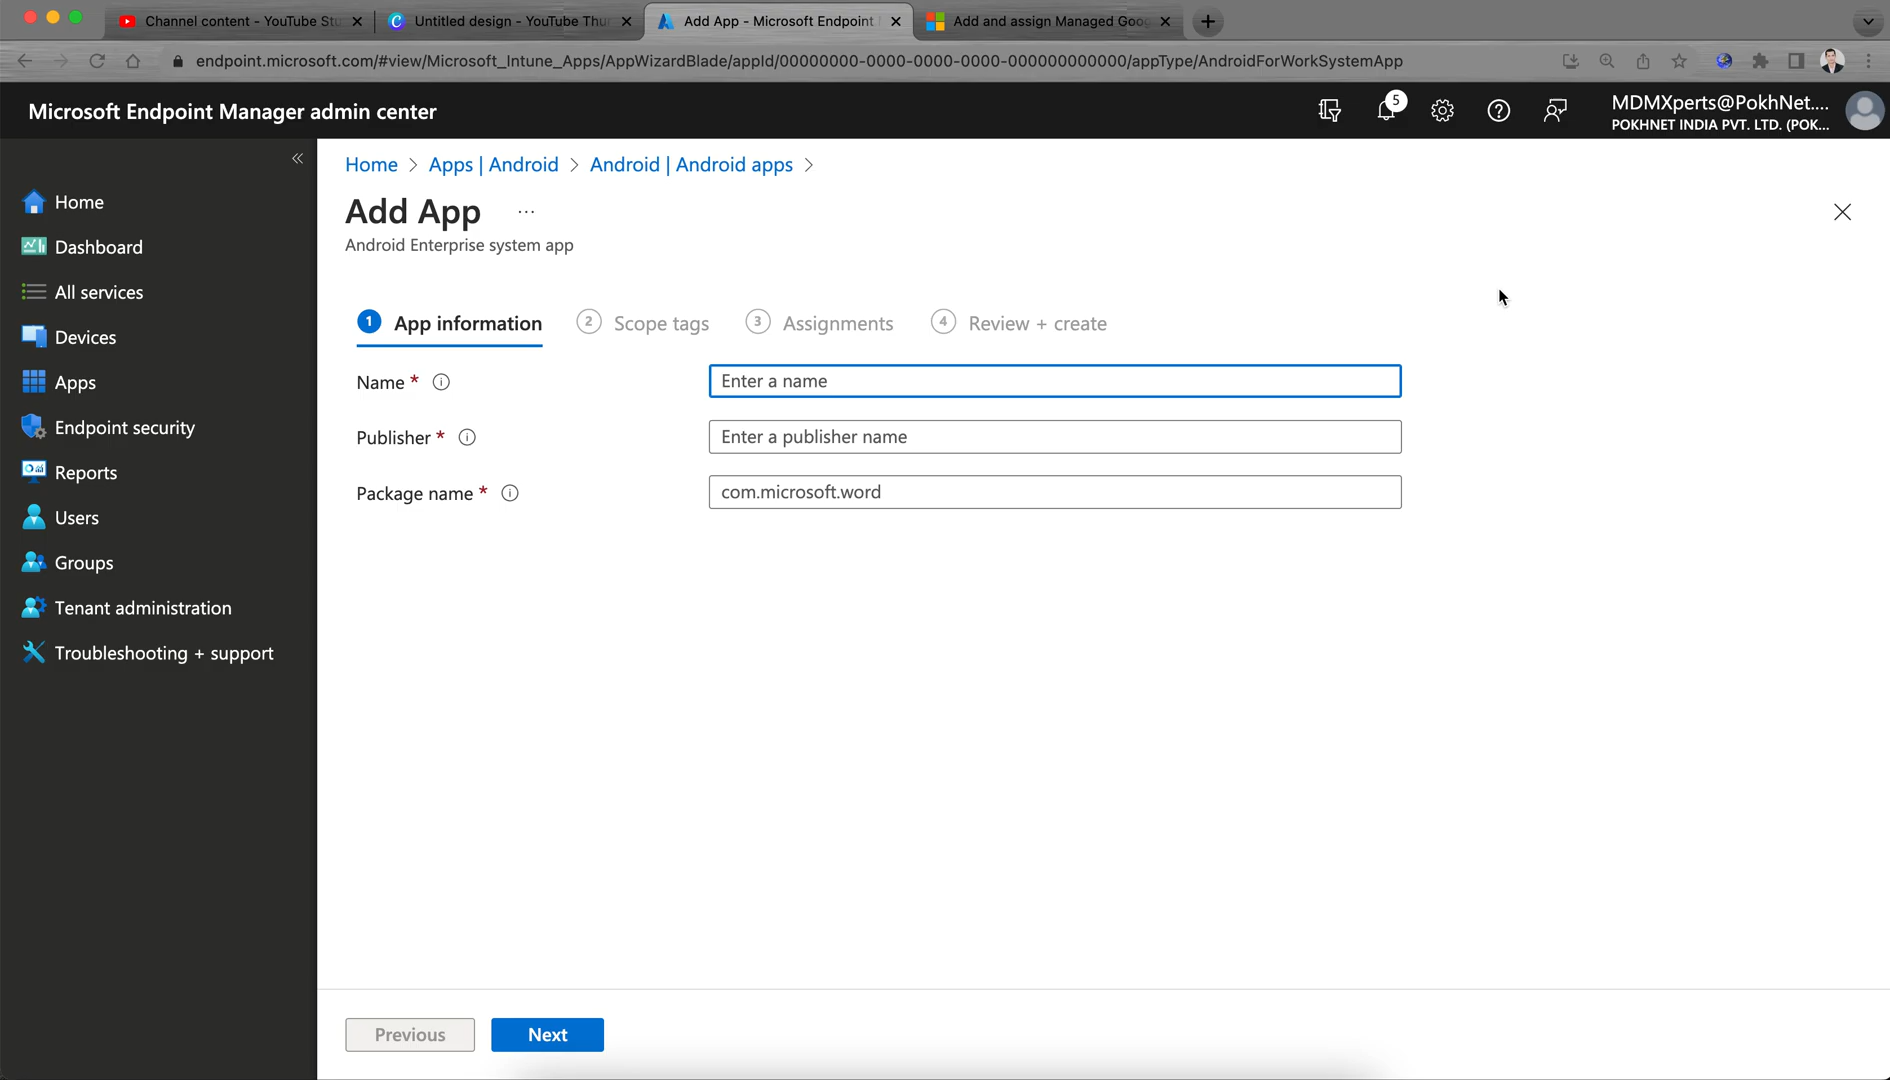 Channel content - YouTube Stu
Untitled design - YouTube Thu
Add App - Microsoft Endpoint
Add and assign Managed Goog
endpoint.microsoft.com/#view/Microsoft_Intune_Apps/AppWizardBlade/appId/00000000-0000-0000-0000-000000000000/appType/AndroidForWorkSystemApp
Microsoft Endpoint Manager admin center
5
MDMXperts@PokhNet....
POKHNET INDIA PVT. LTD. (POK...
Home
Dashboard
All services
Devices
Apps
Endpoint security
Reports
Users
Groups
Tenant administration
Troubleshooting + support
Home > Apps | Android > Android | Android apps >
Add App ...
Android Enterprise system app
1 App information
2 Scope tags
3 Assignments
4 Review + create
Name *
Enter a name
Publisher *
Enter a publisher name
Package name *
com.microsoft.word
Previous
Next